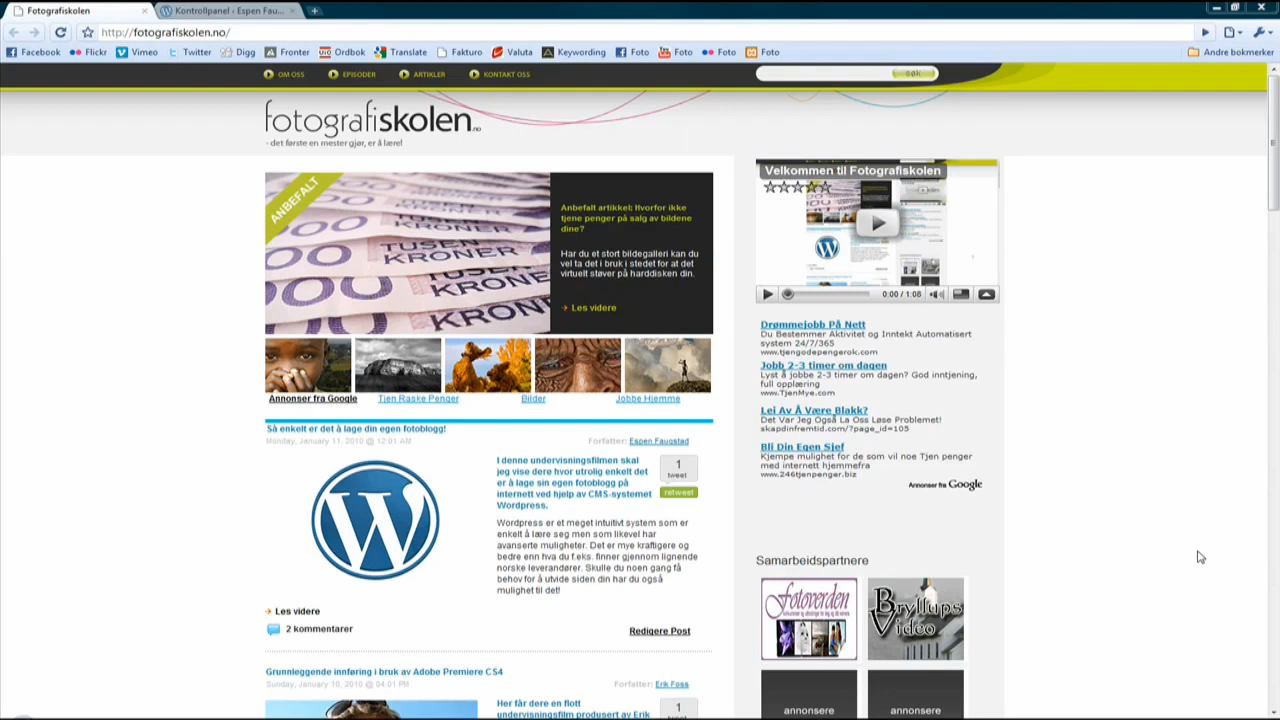 Fotografiskolen
Kontrollpanel ‹ Espen Faug...
http://fotografiskolen.no/
Facebook Flickr Vimeo Twitter Digg Fronter Ordbok Translate Fakturo Valuta Keywording Foto Foto Foto Foto Andre bokmerker
OM OSS EPISODER ARTIKLER KONTAKT OSS
søk
fotografiskolen.no
- det første en mester gjør, er å lære!
ANBEFALT
TUSEN
KRONER
KRONER
Anbefalt artikkel: Hvorfor ikke
tjene penger på salg av bildene
dine?
Har du et stort bildegalleri kan du
vel ta det i bruk i stedet for at det
virtuelt støver på harddisken din.
Les videre
Annonser fra Google Tjen Raske Penger Bilder Jobbe Hjemme
Så enkelt er det å lage din egen fotoblogg!
Monday, January 11, 2010 @ 12:01 AM
Forfatter: Espen Faugstad
I denne undervisningsfilmen skal
jeg vise dere hvor utrolig enkelt det
er å lage sin egen fotoblogg på
internett ved hjelp av CMS-systemet
Wordpress.
1
tweet
retweet
Wordpress er et meget intuitivt system som er
enkelt å lære seg men som likevel har
avanserte muligheter. Det er mye kraftigere og
bedre enn hva du f.eks. finner gjennom lignende
norske leverandører. Skulle du noen gang få
behov for å utvide siden din har du også
mulighet til det!
Les videre
2 kommentarer
Redigere Post
Grunnleggende innføring i bruk av Adobe Premiere CS4
Sunday, January 10, 2010 @ 04:01 PM
Forfatter: Erik Foss
Her får dere en flott
undervisningsfilm produsert av Erik
1
tweet
Velkommen til Fotografiskolen
0:00 / 1:08
Drømmejobb På Nett
Du Bestemmer Aktivitet og Inntekt Automatisert
system 24/7/365
www.tjengodepengerok.com
Jobb 2-3 timer om dagen
Lyst å jobbe 2-3 timer om dagen? God inntjening,
full opplæring
www.TjenMye.com
Lei Av Å Være Blakk?
Det Var Jeg Også La Oss Løse Problemet!
skapdinfremtid.com/?page_id=105
Bli Din Egen Sjef
Kjempe mulighet for de som vil noe Tjen penger
med internett hjemmefra
www.246tjenpenger.biz
Annonser fra Google
Samarbeidspartnere
Fotoverden
Bryllups
Video
annonsere
annonsere